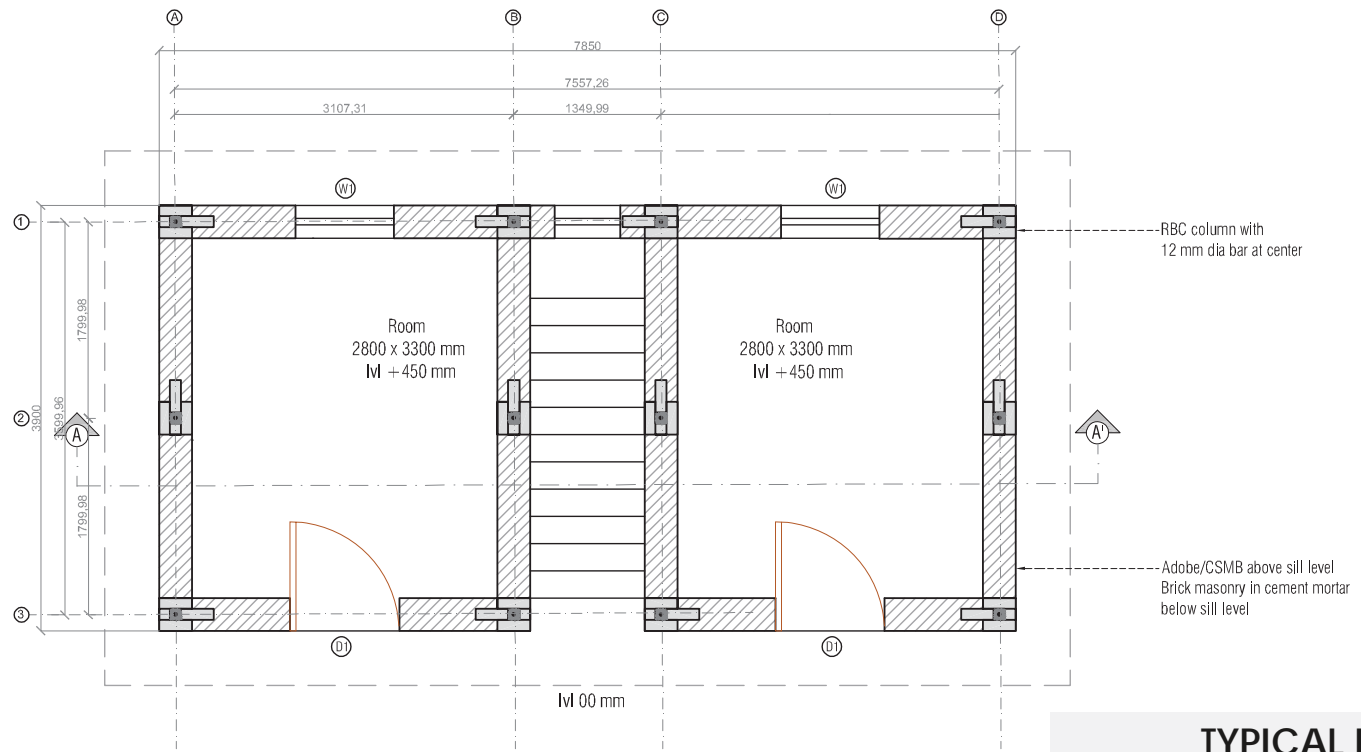 A
B
C
D
7850
7557,26
3107,31
1349,99
W1
W1
1
RBC column with
12 mm dia bar at center
1799,98
Room
2800 x 3300 mm
lvl +450 mm
Room
2800 x 3300 mm
lvl +450 mm
2
3900
3599,96
A
A'
1799,98
Adobe/CSMB above sill level
Brick masonry in cement mortar
below sill level
3
D1
D1
lvl 00 mm
TYPICAL